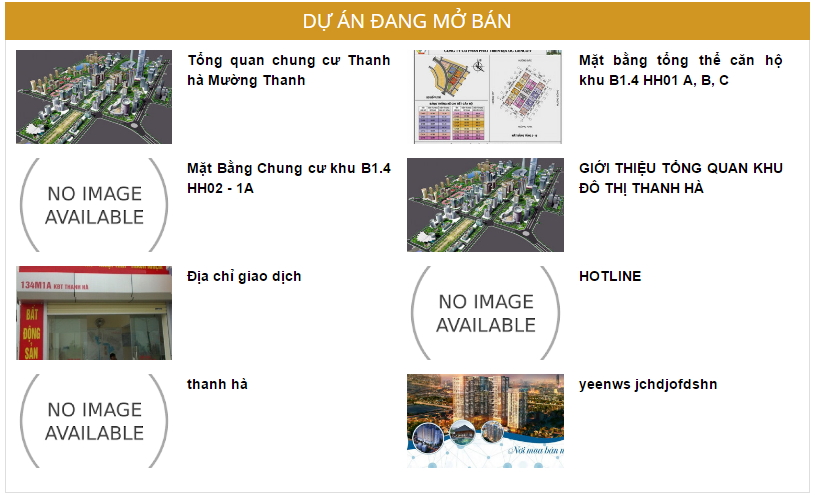 DỰ ÁN ĐANG MỞ BÁN
Tổng quan chung cư Thanh
hà Mường Thanh
Mặt bằng tổng thể căn hộ
khu B1.4 HH01 A, B, C
NO IMAGE
AVAILABLE
Mặt Bằng Chung cư khu B1.4
HH02 - 1A
GIỚI THIỆU TỔNG QUAN KHU
ĐÔ THỊ THANH HÀ
134M1A KĐT THANH HÀ
BẤT
ĐỘNG
SẢN
Địa chỉ giao dịch
NO IMAGE
AVAILABLE
HOTLINE
NO IMAGE
AVAILABLE
thanh hà
Nơi mua bán
yeenws jchdjofdshn